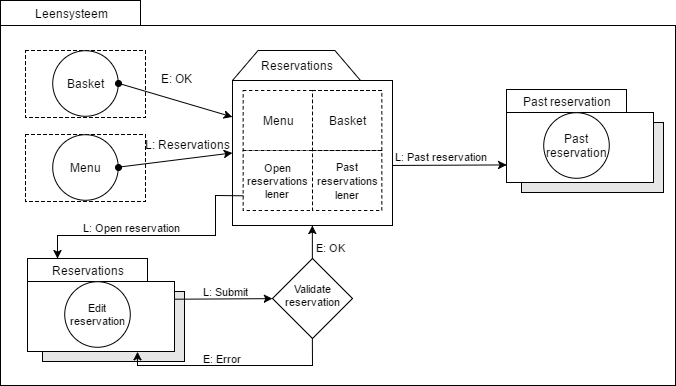 Leensysteem
Basket
E: OK
Menu
L: Reservations
Reservations
Menu
Basket
Open
reservations
lener
Past
reservations
lener
L: Past reservation
Past reservation
Past
reservation
L: Open reservation
Reservations
Edit
reservation
L: Submit
Validate
reservation
E: OK
E: Error